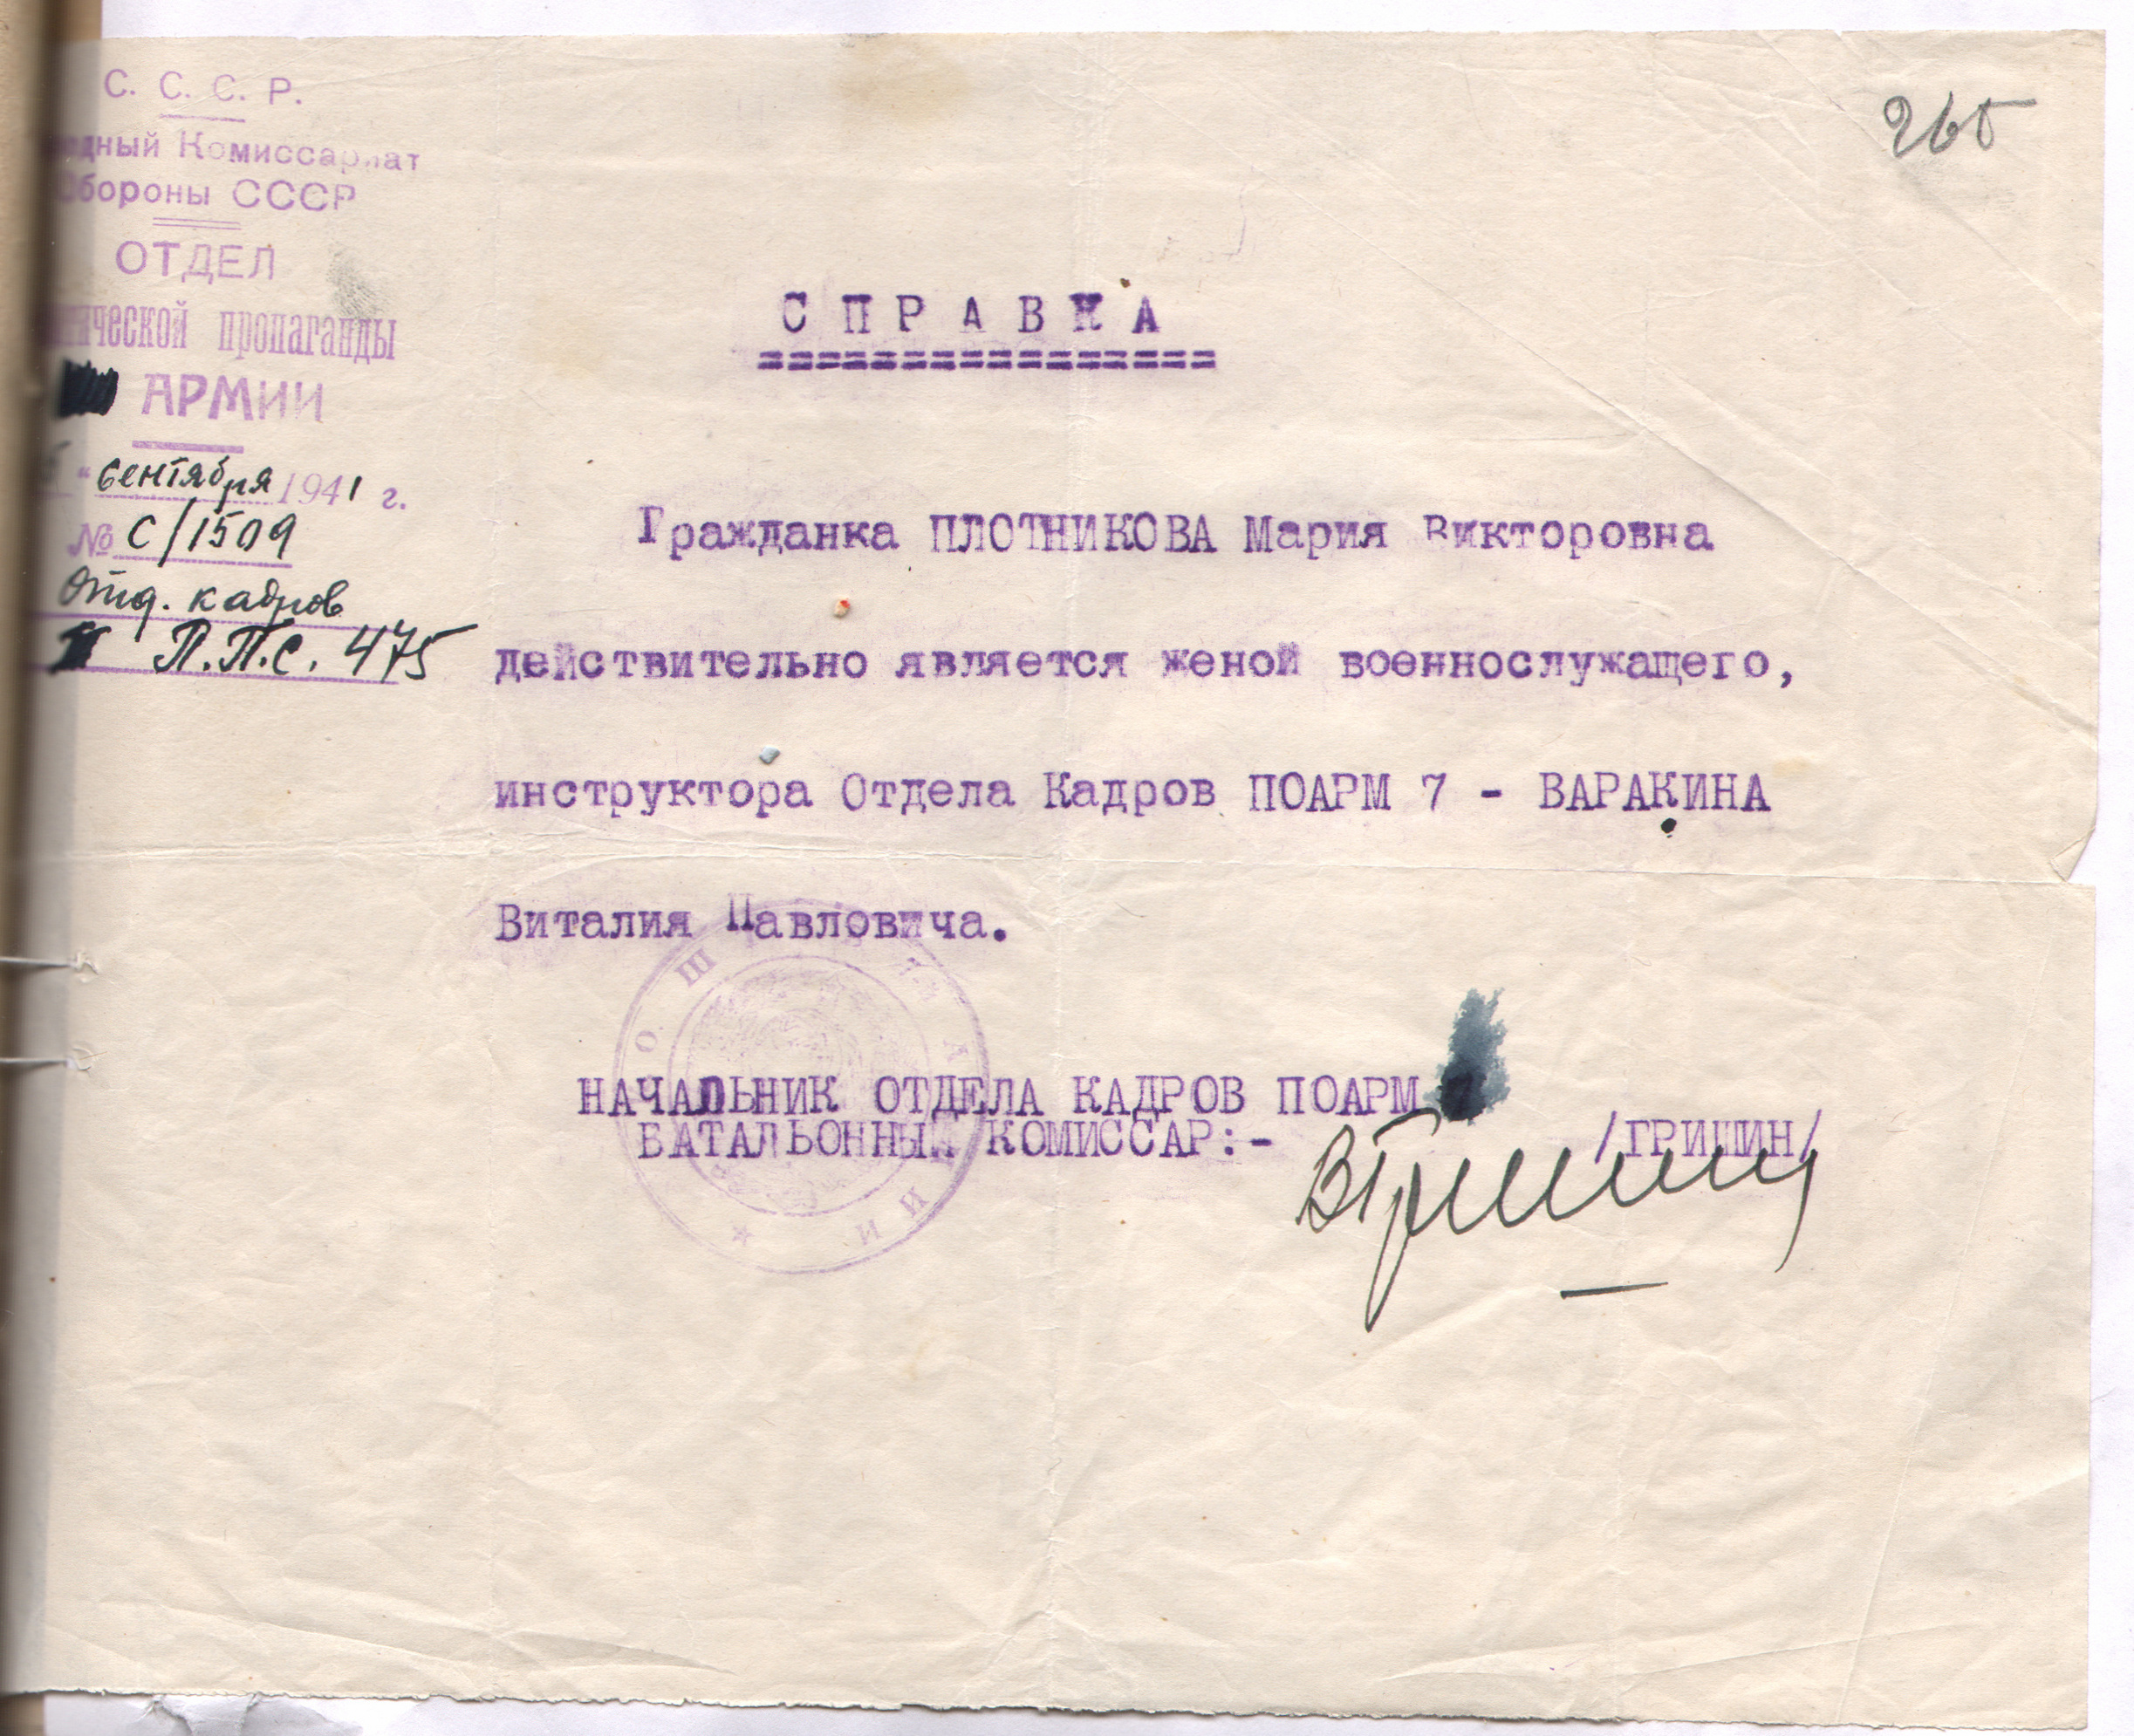 С. С. С. Р.
Комиссариат
Обороны СССР
ОТДЕЛ
пропаганды
АРМИИ
" сентября 1941 г.
№ С/1509
Отд. кадров
П.П.С. 475
265
СПРАВКА
================
Гражданка ПЛОТНИКОВА Мария Викторовна
действительно является женой военнослужащего,
инструктора Отдела Кадров ПОАРМ 7 - ВАРАКИНА
Виталия Павловича.
НАЧАЛЬНИК ОТДЕЛА КАДРОВ ПОАРМ
БАТАЛЬОННЫЙ КОМИССАР:-
/ГРИШИН/
ВГришин